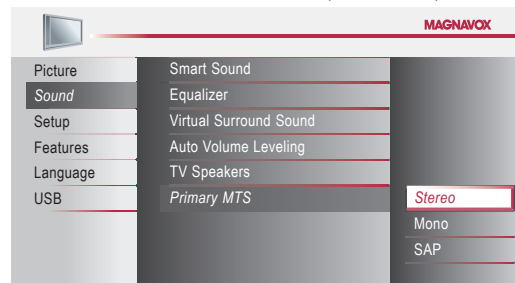 MAGNAVOX
Picture
Sound
Setup
Features
Language
USB
Smart Sound
Equalizer
Virtual Surround Sound
Auto Volume Leveling
TV Speakers
Primary MTS
Stereo
Mono
SAP